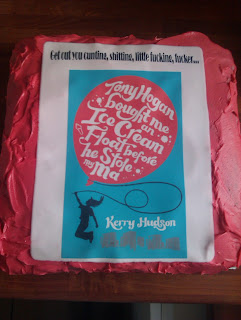 Get out, you cunting, shitting, little fucking, fucker...
Tony Hogan
bought me
an
Ice Cream
Float before
he Stole
my Ma
Kerry Hudson